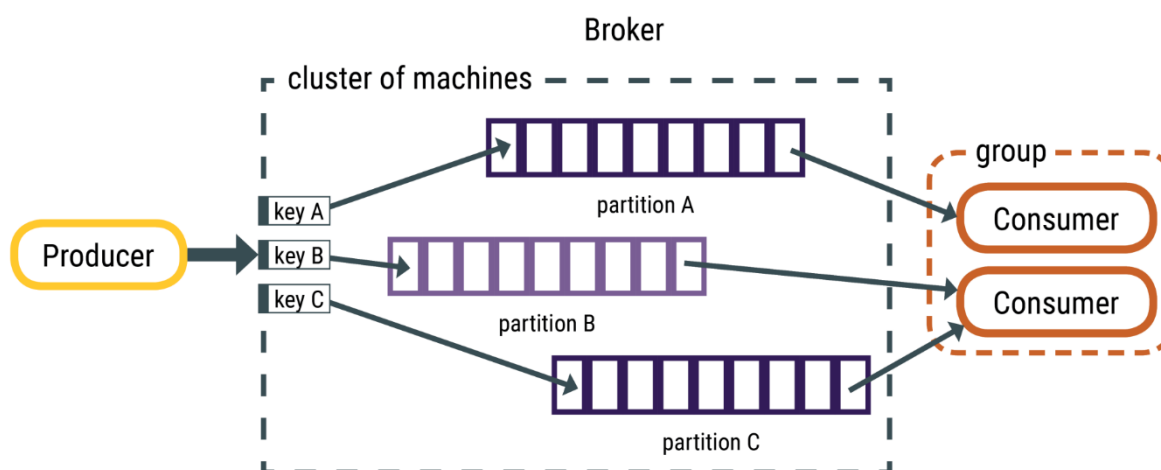 Broker
cluster of machines
group
key A
partition A
Consumer
Producer
key B
key C
partition B
Consumer
partition C